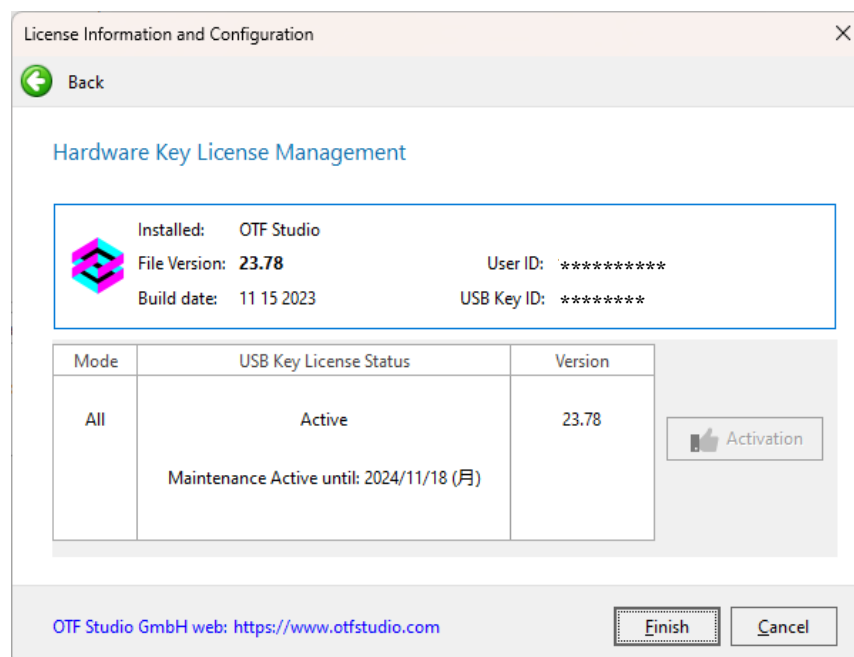 License Information and Configuration
Back
Hardware Key License Management
Installed: OTF Studio
File Version: 23.78 User ID: **********
Build date: 11 15 2023 USB Key ID: ********
Mode USB Key License Status Version
All Active 23.78
Activation
Maintenance Active until: 2024/11/18 (月)
OTF Studio GmbH web: https://www.otfstudio.com
Finish Cancel